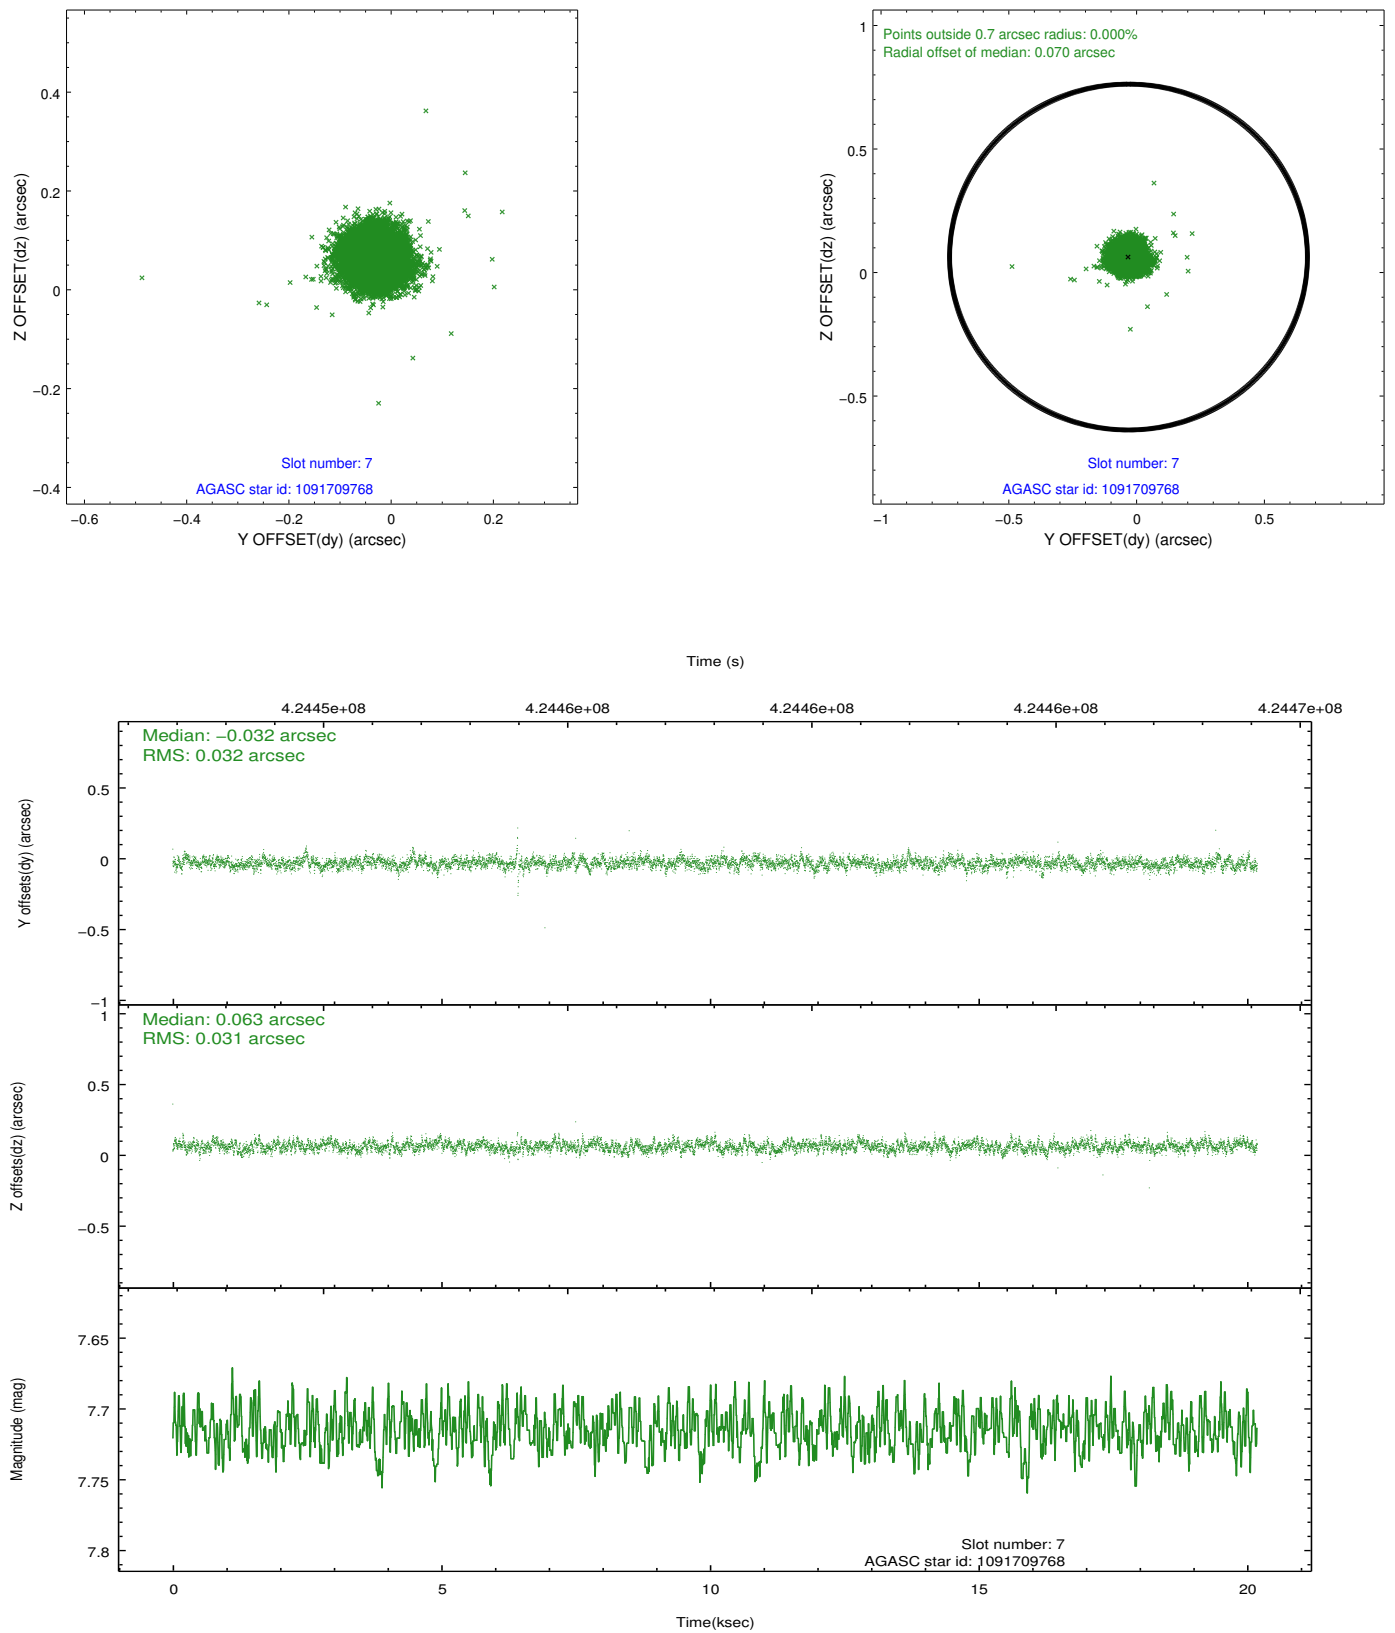 0.4
0.2
0
−0.2
−0.4
Z OFFSET(dz) (arcsec)
Slot number: 7
AGASC star id: 1091709768
−0.6 −0.4 −0.2 0 0.2
Y OFFSET(dy) (arcsec)
Points outside 0.7 arcsec radius: 0.000%
Radial offset of median: 0.070 arcsec
1
0.5
0
−0.5
Z OFFSET(dz) (arcsec)
Slot number: 7
AGASC star id: 1091709768
−1 −0.5 0 0.5
Y OFFSET(dy) (arcsec)
Time (s)
4.2445e+08 4.2446e+08 4.2446e+08 4.2446e+08 4.2447e+08
Median: −0.032 arcsec
RMS: 0.032 arcsec
0.5
0
−0.5
−1
Y offsets(dy) (arcsec)
Median: 0.063 arcsec
RMS: 0.031 arcsec
1
0.5
0
−0.5
Z offsets(dz) (arcsec)
7.65
7.7
7.75
7.8
Magnitude (mag)
Slot number: 7
AGASC star id: 1091709768
0 5 10 15 20
Time(ksec)